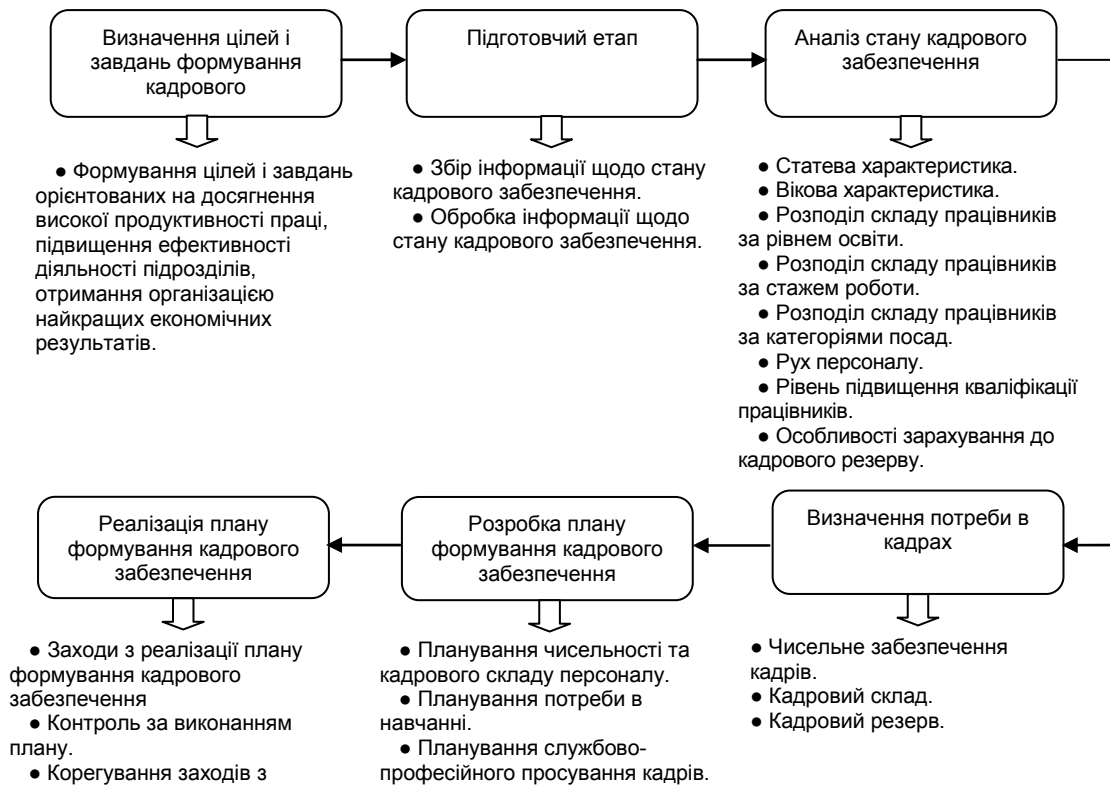 Визначення цілей і
завдань формування
кадрового
Підготовчий етап
Аналіз стану кадрового
забезпечення
● Формування цілей і завдань
орієнтованих на досягнення
високої продуктивності праці,
підвищення ефективності
діяльності підрозділів,
отримання організацією
найкращих економічних
результатів.
● Збір інформації щодо стану
кадрового забезпечення.
● Обробка інформації щодо
стану кадрового забезпечення.
● Статева характеристика.
● Вікова характеристика.
● Розподіл складу працівників
за рівнем освіти.
● Розподіл складу працівників
за стажем роботи.
● Розподіл складу працівників
за категоріями посад.
● Рух персоналу.
● Рівень підвищення кваліфікації
працівників.
● Особливості зарахування до
кадрового резерву.
Реалізація плану
формування кадрового
забезпечення
Розробка плану
формування кадрового
забезпечення
Визначення потреби в
кадрах
● Заходи з реалізації плану
формування кадрового
забезпечення
● Контроль за виконанням
плану.
● Корегування заходів з
● Планування чисельності та
кадрового складу персоналу.
● Планування потреби в
навчанні.
● Планування службово-
професійного просування кадрів.
● Чисельне забезпечення
кадрів.
● Кадровий склад.
● Кадровий резерв.